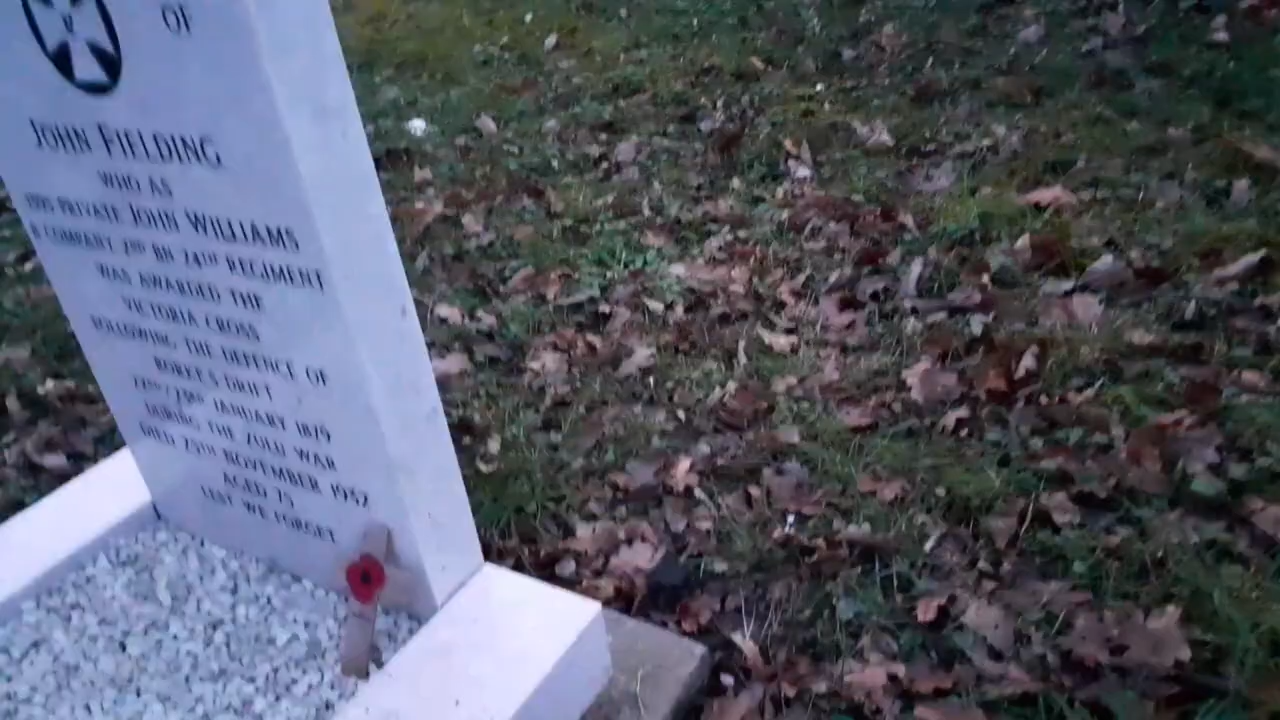 OF
JOHN FIELDING
WHO AS
1395 PRIVATE JOHN WILLIAMS
B COMPANY 2ND BN 24TH REGIMENT
WAS AWARDED THE
VICTORIA CROSS
FOLLOWING THE DEFENCE OF
RORKE'S DRIFT
22ND/23RD JANUARY 1879
DURING THE ZULU WAR
DIED 25TH NOVEMBER 1932
AGED 75
LEST WE FORGET